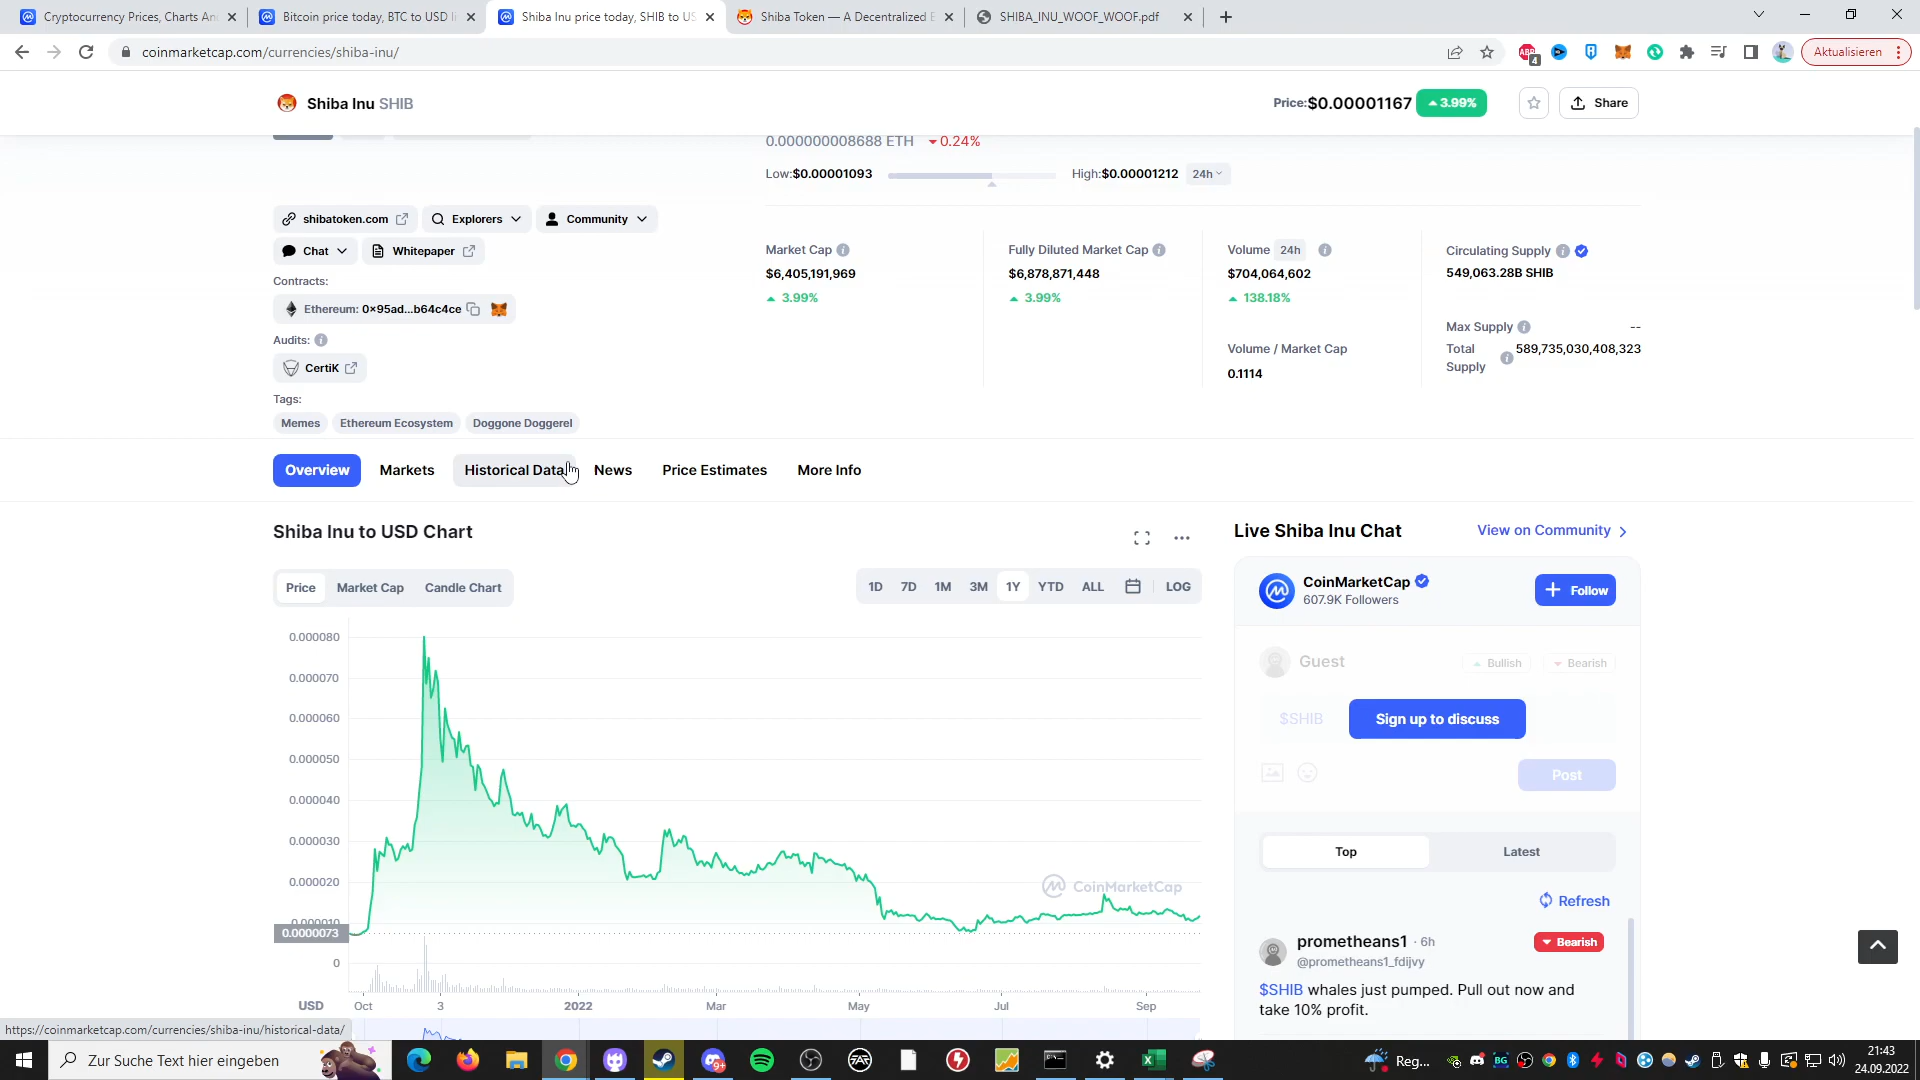 Cryptocurrency Prices, Charts An
Bitcoin price today, BTC to USD li
Shiba Inu price today, SHIB to US
Shiba Token — A Decentralized E
SHIBA_INU_WOOF_WOOF.pdf
coinmarketcap.com/currencies/shiba-inu/
4
Aktualisieren
Shiba Inu SHIB
Price:$0.00001167
3.99%
Share
0.000000008688 ETH 0.24%
Low:$0.00001093
High:$0.00001212
24h
shibatoken.com
Explorers
Community
Chat
Whitepaper
Contracts:
Ethereum: 0x95ad...b64c4ce
Audits:
CertiK
Tags:
Memes
Ethereum Ecosystem
Doggone Doggerel
Market Cap
$6,405,191,969
3.99%
Fully Diluted Market Cap
$6,878,871,448
3.99%
Volume 24h
$704,064,602
138.18%
Volume / Market Cap
0.1114
Circulating Supply
549,063.28B SHIB
Max Supply --
Total Supply 589,735,030,408,323
Overview
Markets
Historical Data
News
Price Estimates
More Info
Shiba Inu to USD Chart
Price
Market Cap
Candle Chart
1D
7D
1M
3M
1Y
YTD
ALL
LOG
0.000080
0.000070
0.000060
0.000050
0.000040
0.000030
0.000020
0.000010
0.0000073
0
CoinMarketCap
USD
Oct
3
2022
Mar
May
Jul
Sep
Live Shiba Inu Chat
View on Community
CoinMarketCap
607.9K Followers
Follow
Guest
Bullish
Bearish
$SHIB
Sign up to discuss
Post
Top
Latest
Refresh
prometheans1 · 6h
@prometheans1_fdijvy
Bearish
$SHIB whales just pumped. Pull out now and
take 10% profit.
https://coinmarketcap.com/currencies/shiba-inu/historical-data/
Zur Suche Text hier eingeben
9+
Reg...
BG
21:43
24.09.2022